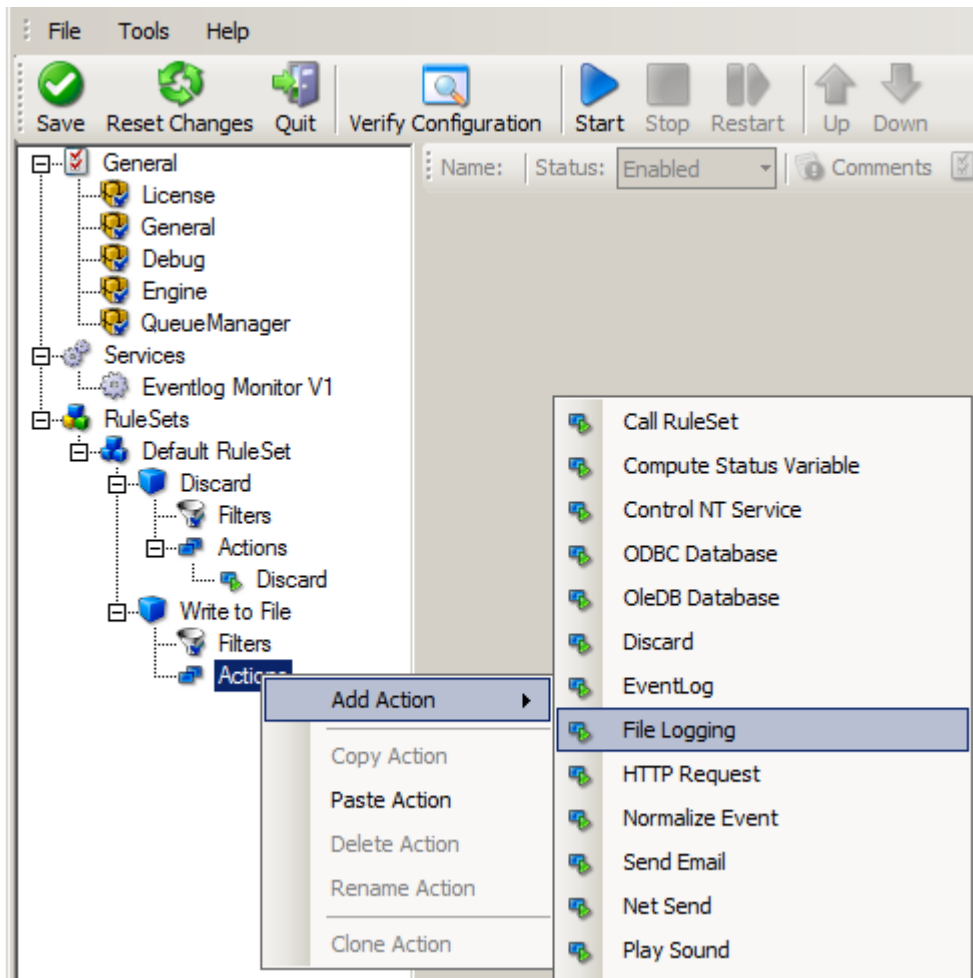 File Tools Help
Save Reset Changes Quit Verify Configuration Start Stop Restart Up Down
Name: Status: Enabled Comments
General
License
General
Debug
Engine
QueueManager
Services
Eventlog Monitor V1
RuleSets
Default RuleSet
Discard
Filters
Actions
Discard
Write to File
Filters
Add Action
Copy Action
Paste Action
Delete Action
Rename Action
Clone Action
Call RuleSet
Compute Status Variable
Control NT Service
ODBC Database
OleDB Database
Discard
EventLog
File Logging
HTTP Request
Normalize Event
Send Email
Net Send
Play Sound